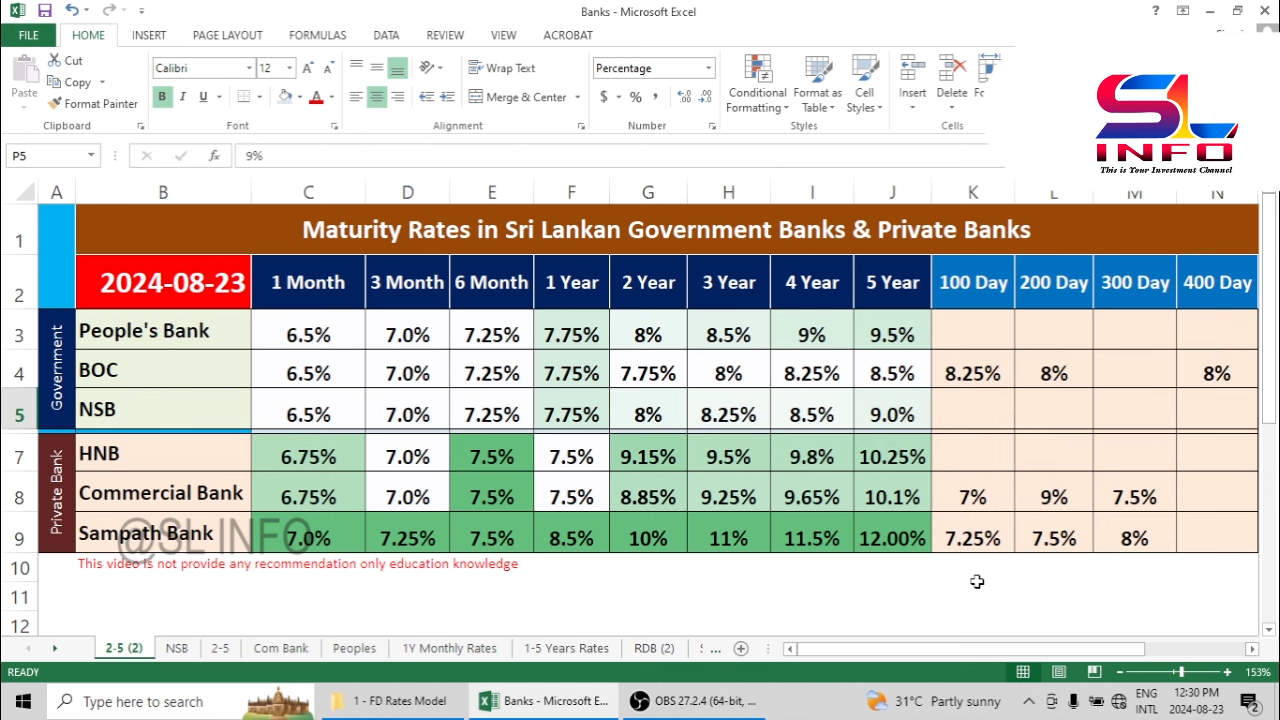 Banks - Microsoft Excel
FILE HOME INSERT PAGE LAYOUT FORMULAS DATA REVIEW VIEW ACROBAT
Paste Cut Copy Format Painter Clipboard
Calibri 12 B I U A Font
Wrap Text Merge & Center Alignment
Percentage $ % Number
Conditional Formatting Format as Table Cell Styles Styles
Insert Delete Cells
SL
INFO
This is Your Investment Channel
P5 fx 9%
A B C D E F G H I J K L M N
1 Maturity Rates in Sri Lankan Government Banks & Private Banks
2 2024-08-23 1 Month 3 Month 6 Month 1 Year 2 Year 3 Year 4 Year 5 Year 100 Day 200 Day 300 Day 400 Day
Government
3 People's Bank 6.5% 7.0% 7.25% 7.75% 8% 8.5% 9% 9.5%
4 BOC 6.5% 7.0% 7.25% 7.75% 7.75% 8% 8.25% 8.5% 8.25% 8% 8%
5 NSB 6.5% 7.0% 7.25% 7.75% 8% 8.25% 8.5% 9.0%
Private Bank
7 HNB 6.75% 7.0% 7.5% 7.5% 9.15% 9.5% 9.8% 10.25%
8 Commercial Bank 6.75% 7.0% 7.5% 7.5% 8.85% 9.25% 9.65% 10.1% 7% 9% 7.5%
9 Sampath Bank 7.0% 7.25% 7.5% 8.5% 10% 11% 11.5% 12.00% 7.25% 7.5% 8%
@SL INFO
10 This video is not provide any recommendation only education knowledge
11
12
2-5 (2) NSB 2-5 Com Bank Peoples 1Y Monthly Rates 1-5 Years Rates RDB (2) ...
READY 153%
Type here to search 1 - FD Rates Model Banks - Microsoft E... OBS 27.2.4 (64-bit, ... 31°C Partly sunny ENG INTL 12:30 PM 2024-08-23 2